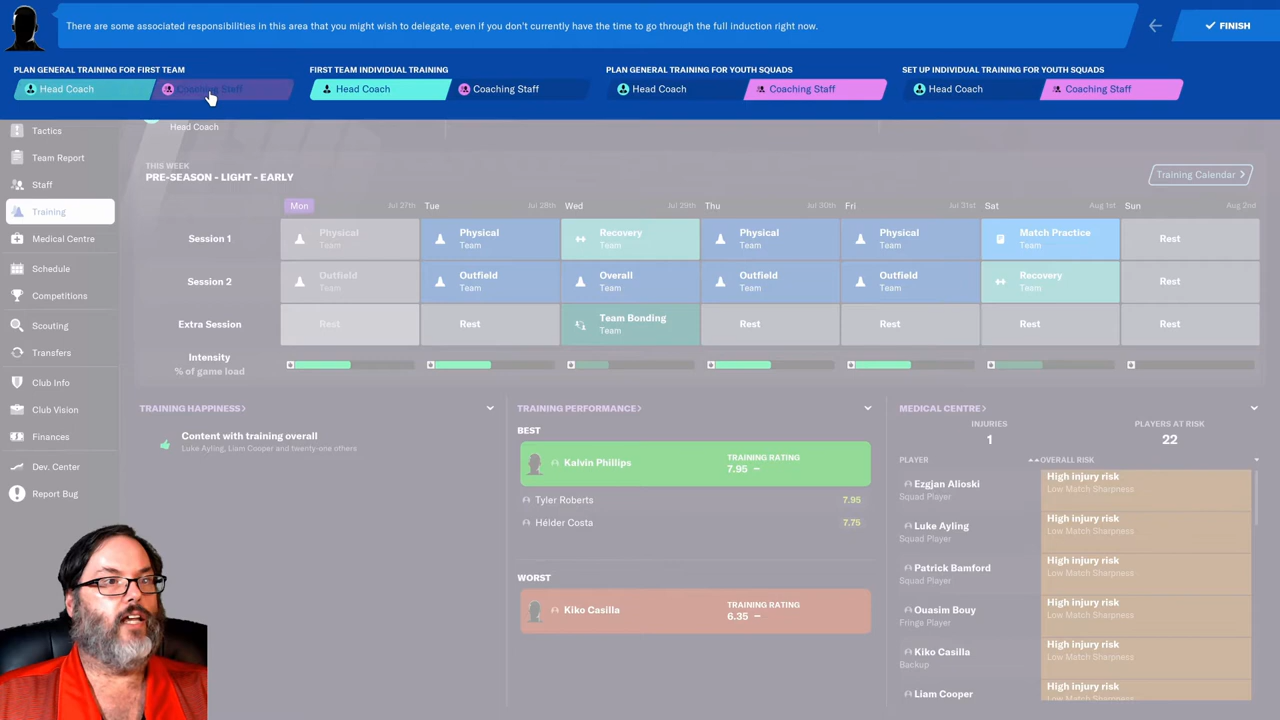 There are some associated responsibilities in this area that you might wish to delegate, even if you don't currently have the time to go through the full induction right now.
FINISH
PLAN GENERAL TRAINING FOR FIRST TEAM
FIRST TEAM INDIVIDUAL TRAINING
PLAN GENERAL TRAINING FOR YOUTH SQUADS
SET UP INDIVIDUAL TRAINING FOR YOUTH SQUADS
Head Coach Coaching Staff Head Coach Coaching Staff Head Coach Coaching Staff Head Coach Coaching Staff
Head Coach
Tactics
Team Report
Staff
Training
Medical Centre
Schedule
Competitions
Scouting
Transfers
Club Info
Club Vision
Finances
Dev. Center
Report Bug
THIS WEEK
PRE-SEASON - LIGHT - EARLY
Training Calendar
Mon Jul 27th Tue Jul 28th Wed Jul 29th Thu Jul 30th Fri Jul 31st Sat Aug 1st Sun Aug 2nd
Session 1
Physical Physical Recovery Physical Physical Match Practice Rest
Team Team Team Team Team Team
Session 2
Outfield Outfield Overall Outfield Outfield Recovery Rest
Team Team Team Team Team Team
Extra Session
Rest Rest Team Bonding Rest Rest Rest Rest
Team
Intensity
% of game load
TRAINING HAPPINESS
Content with training overall
Luke Ayling, Liam Cooper and twenty-one others
TRAINING PERFORMANCE
BEST
Kalvin Phillips
TRAINING RATING
7.95
Tyler Roberts 7.95
Hélder Costa 7.75
WORST
Kiko Casilla
TRAINING RATING
6.35
MEDICAL CENTRE
INJURIES PLAYERS AT RISK
1 22
PLAYER OVERALL RISK
Ezgjan Alioski High injury risk
Squad Player Low Match Sharpness
Luke Ayling High injury risk
Squad Player Low Match Sharpness
Patrick Bamford High injury risk
Squad Player Low Match Sharpness
Ouasim Bouy High injury risk
Fringe Player Low Match Sharpness
Kiko Casilla High injury risk
Backup Low Match Sharpness
Liam Cooper High injury risk
Low Match Sharpness